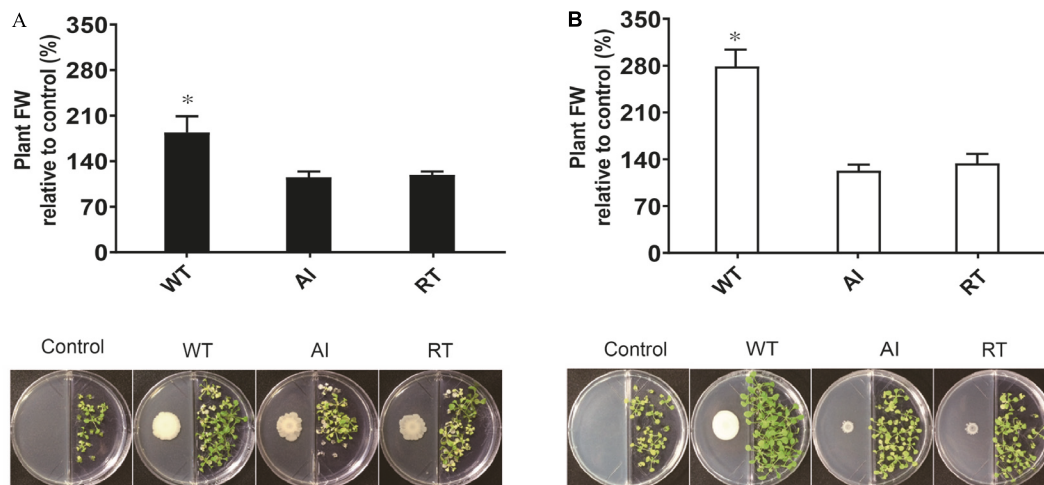 A
Plant FW
relative to control (%)
350
280
210
140
70
0
*
WT
AI
RT
Control
WT
AI
RT
B
Plant FW
relative to control (%)
350
280
210
140
70
0
*
WT
AI
RT
Control
WT
AI
RT